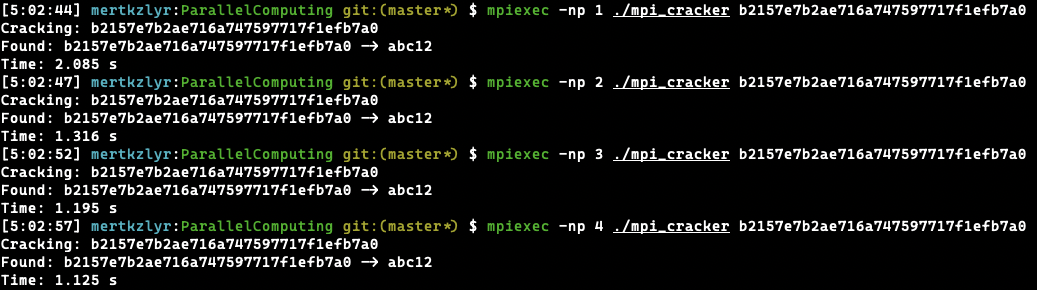 [5:02:44] mertkzlyr:ParallelComputing git:(master*) $ mpiexec -np 1 ./mpi_cracker b2157e7b2ae716a747597717f1efb7a0
Cracking: b2157e7b2ae716a747597717f1efb7a0
Found: b2157e7b2ae716a747597717f1efb7a0 —> abc12
Time: 2.085 s
[5:02:47] mertkzlyr:ParallelComputing git:(master*) $ mpiexec -np 2 ./mpi_cracker b2157e7b2ae716a747597717f1efb7a0
Cracking: b2157e7b2ae716a747597717f1efb7a0
Found: b2157e7b2ae716a747597717f1efb7a0 —> abc12
Time: 1.316 s
[5:02:52] mertkzlyr:ParallelComputing git:(master*) $ mpiexec -np 3 ./mpi_cracker b2157e7b2ae716a747597717f1efb7a0
Cracking: b2157e7b2ae716a747597717f1efb7a0
Found: b2157e7b2ae716a747597717f1efb7a0 —> abc12
Time: 1.195 s
[5:02:57] mertkzlyr:ParallelComputing git:(master*) $ mpiexec -np 4 ./mpi_cracker b2157e7b2ae716a747597717f1efb7a0
Cracking: b2157e7b2ae716a747597717f1efb7a0
Found: b2157e7b2ae716a747597717f1efb7a0 —> abc12
Time: 1.125 s